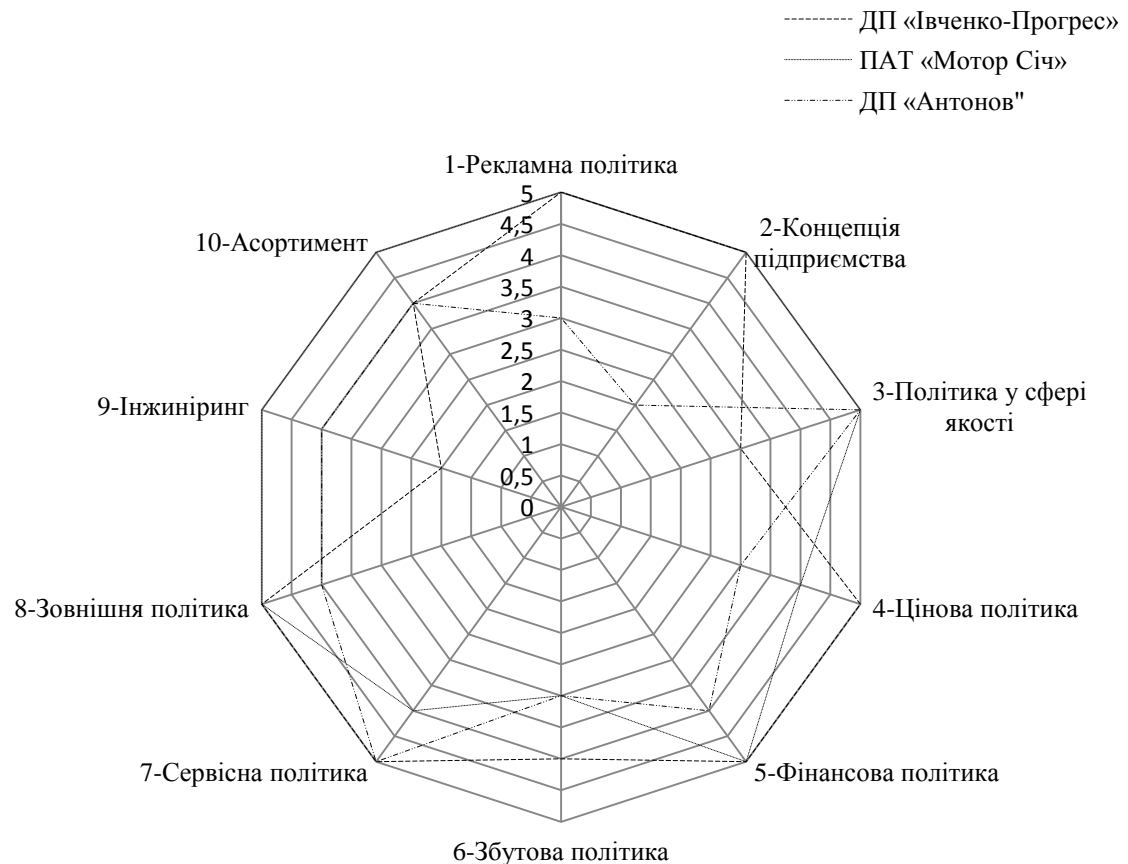 ДП «Івченко-Прогрес»
ПАТ «Мотор Січ»
ДП «Антонов"
1-Рекламна політика
2-Концепція
підприємства
3-Політика у сфері
якості
4-Цінова політика
5-Фінансова політика
6-Збутова політика
7-Сервісна політика
8-Зовнішня політика
9-Інжиніринг
10-Асортимент
5
4,5
4
3,5
3
2,5
2
1,5
1
0,5
0